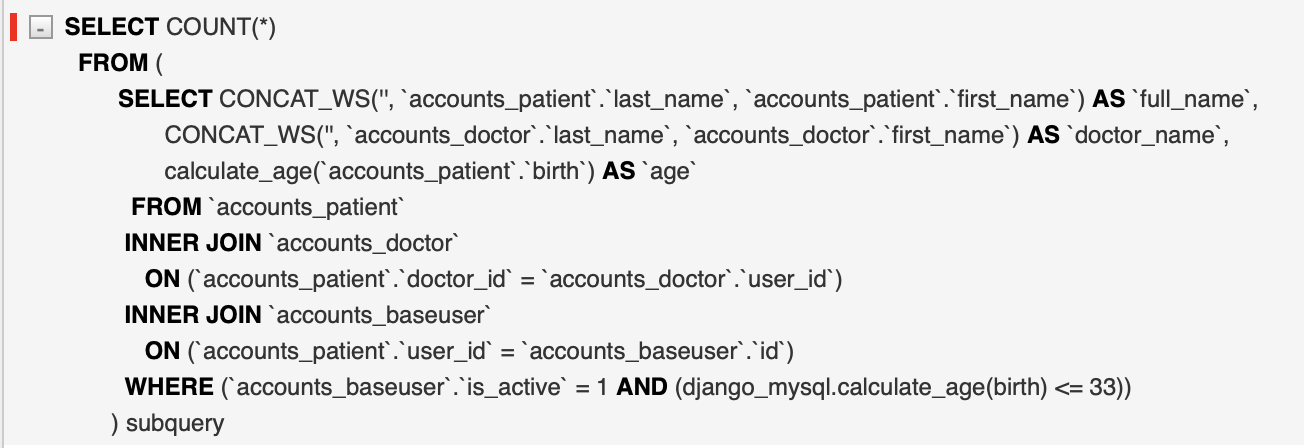 - SELECT COUNT(*)
FROM (
SELECT CONCAT_WS('', `accounts_patient`.`last_name`, `accounts_patient`.`first_name`) AS `full_name`,
CONCAT_WS('', `accounts_doctor`.`last_name`, `accounts_doctor`.`first_name`) AS `doctor_name`,
calculate_age(`accounts_patient`.`birth`) AS `age`
FROM `accounts_patient`
INNER JOIN `accounts_doctor`
ON (`accounts_patient`.`doctor_id` = `accounts_doctor`.`user_id`)
INNER JOIN `accounts_baseuser`
ON (`accounts_patient`.`user_id` = `accounts_baseuser`.`id`)
WHERE (`accounts_baseuser`.`is_active` = 1 AND (django_mysql.calculate_age(birth) <= 33))
) subquery